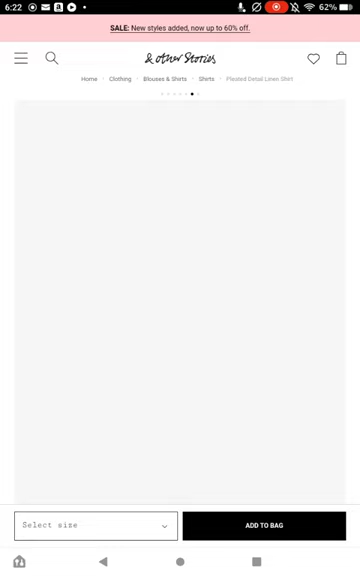 6:22
62%
SALE: New styles added, now up to 60% off.
& other Stories
Home · Clothing · Blouses & Shirts · Shirts · Pleated Detail Linen Shirt
Select size
ADD TO BAG